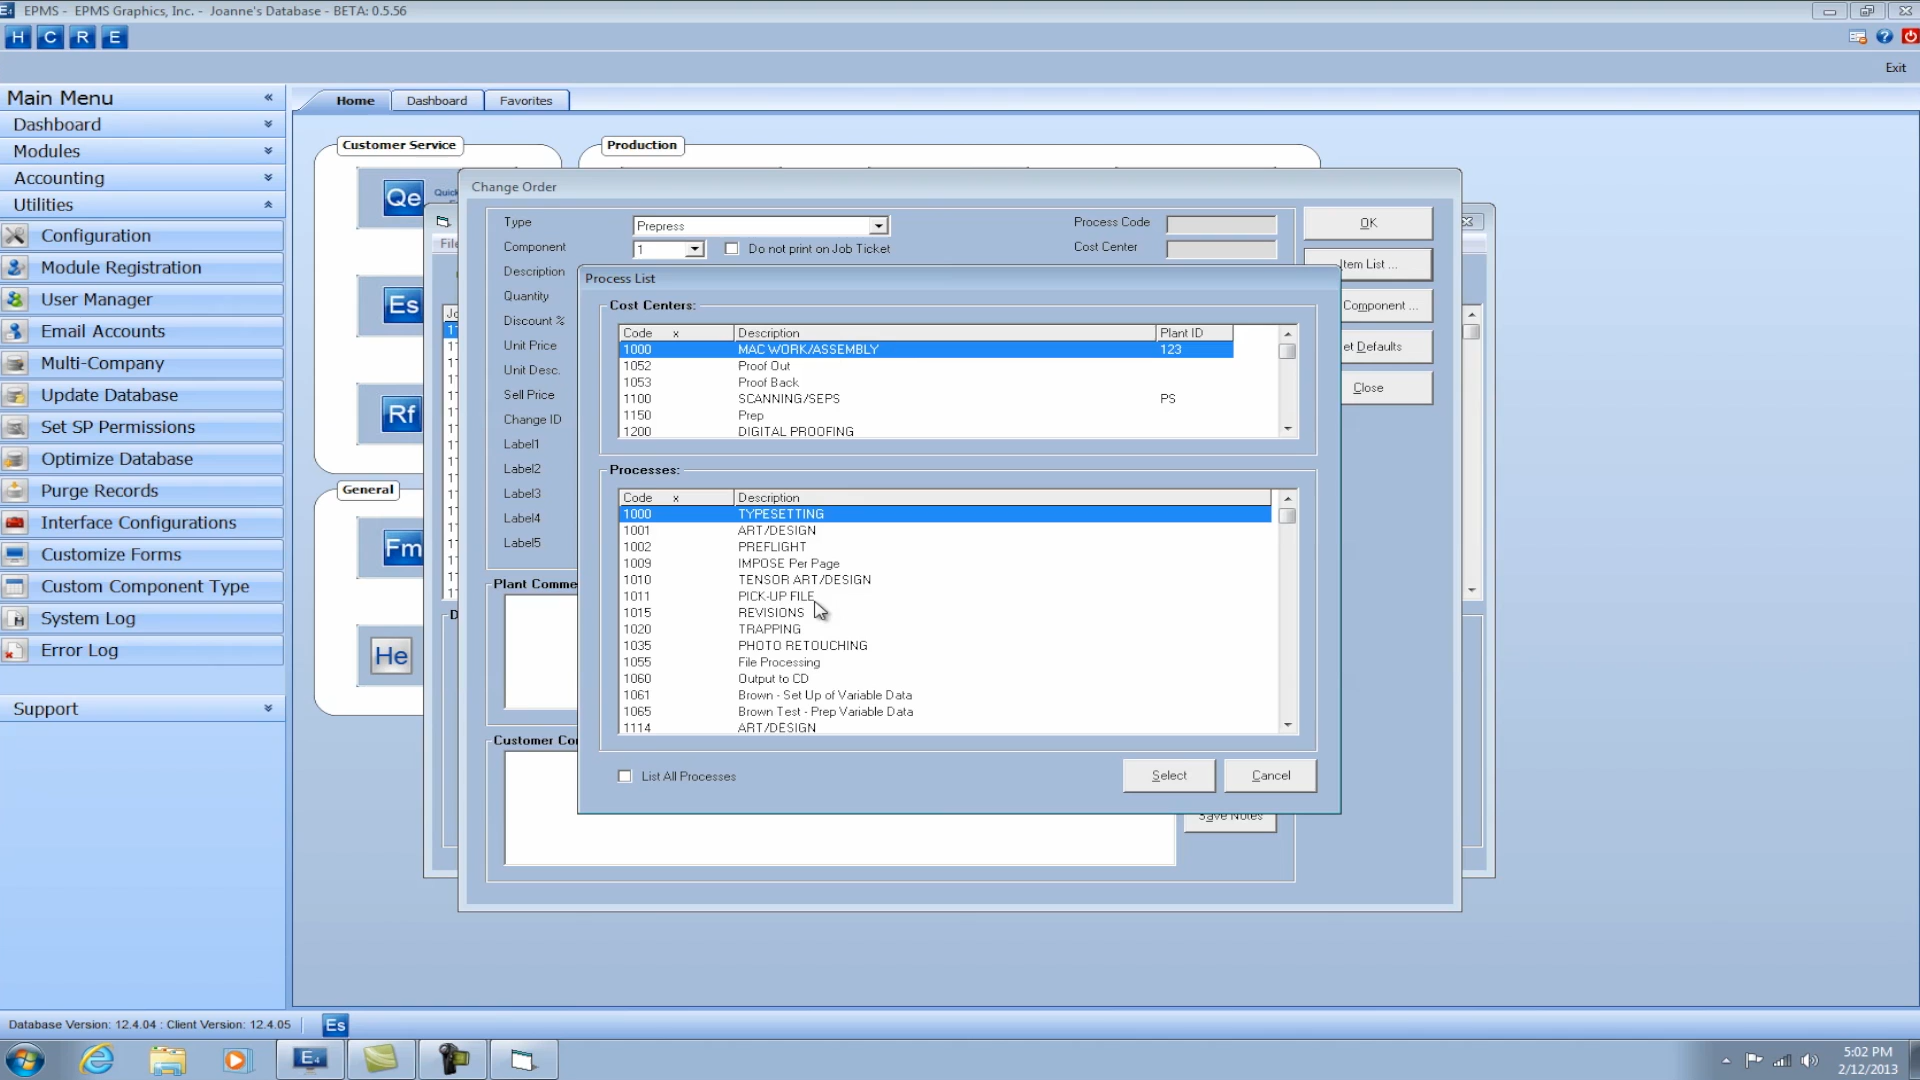 EPMS - EPMS Graphics, Inc. - Joanne's Database - BETA: 0.5.56
H C R E
Exit
Main Menu
Dashboard
Modules
Accounting
Utilities
Configuration
Module Registration
User Manager
Email Accounts
Multi-Company
Update Database
Set SP Permissions
Optimize Database
Purge Records
Interface Configurations
Customize Forms
Custom Component Type
System Log
Error Log
Support
Home Dashboard Favorites
Customer Service
Production
Qe Quick
Es
Rf
General
Fm
He
File
Change Order
Type Prepress
Process Code
Component 1 Do not print on Job Ticket
Cost Center
Description
Quantity
Discount %
Unit Price
Unit Desc.
Sell Price
Change ID
Label1
Label2
Label3
Label4
Label5
Plant Comme
Customer Con
OK
Item List ...
Component ...
et Defaults
Close
Save Notes
Process List
Cost Centers:
Code x Description Plant ID
1000 MAC WORK/ASSEMBLY 123
1052 Proof Out
1053 Proof Back
1100 SCANNING/SEPS PS
1150 Prep
1200 DIGITAL PROOFING
Processes:
Code x Description
1000 TYPESETTING
1001 ART/DESIGN
1002 PREFLIGHT
1009 IMPOSE Per Page
1010 TENSOR ART/DESIGN
1011 PICK-UP FILE
1015 REVISIONS
1020 TRAPPING
1035 PHOTO RETOUCHING
1055 File Processing
1060 Output to CD
1061 Brown - Set Up of Variable Data
1065 Brown Test - Prep Variable Data
1114 ART/DESIGN
List All Processes
Select Cancel
Database Version: 12.4.04 : Client Version: 12.4.05 Es
E4
5:02 PM
2/12/2013